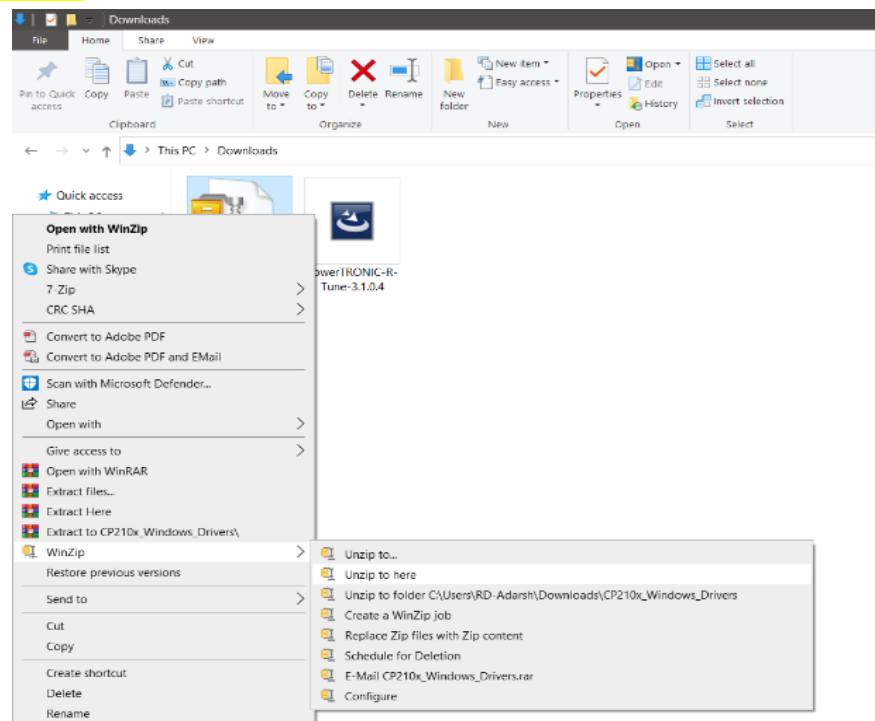 Downloads
File Home Share View
Pin to Quick access
Copy
Paste
Cut
Copy path
Paste shortcut
Move to
Copy to
Delete
Rename
New folder
New item
Easy access
Properties
Open
Edit
History
Select all
Select none
Invert selection
Clipboard Organize New Open Select
This PC > Downloads
Quick access
owerTRONIC-R-
Tune-3.1.0.4
Open with WinZip
Print file list
Share with Skype
7-Zip
CRC SHA
Convert to Adobe PDF
Convert to Adobe PDF and EMail
Scan with Microsoft Defender...
Share
Open with
Give access to
Open with WinRAR
Extract files...
Extract Here
Extract to CP210x_Windows_Drivers\
WinZip
Restore previous versions
Send to
Cut
Copy
Create shortcut
Delete
Rename
Unzip to...
Unzip to here
Unzip to folder C:\Users\RD-Adarsh\Downloads\CP210x_Windows_Drivers
Create a WinZip job
Replace Zip files with Zip content
Schedule for Deletion
E-Mail CP210x_Windows_Drivers.rar
Configure